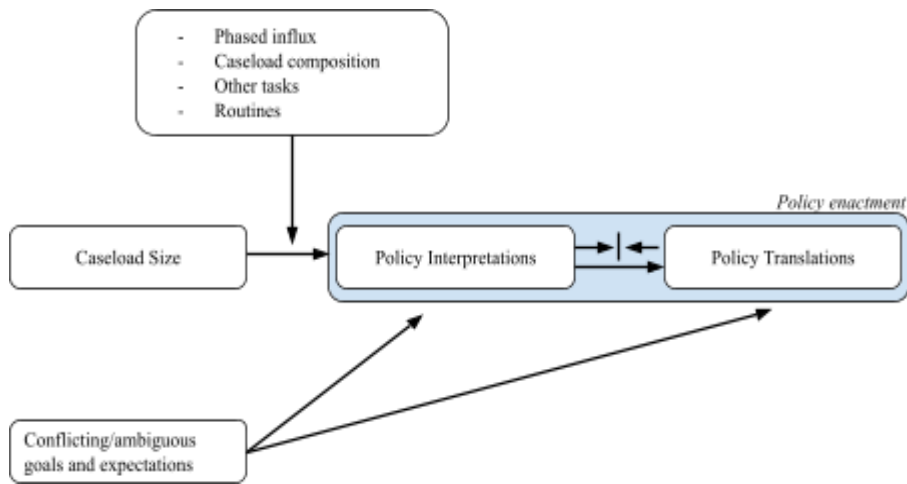 - Phased influx
- Caseload composition
- Other tasks
- Routines
Policy enactment
Caseload Size
Policy Interpretations
Policy Translations
Conflicting/ambiguous
goals and expectations